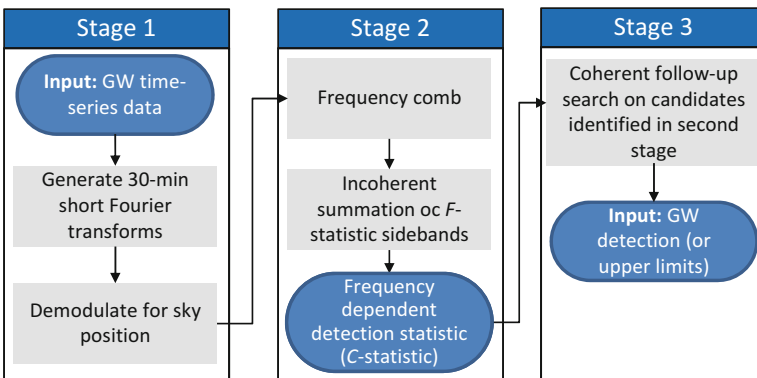 Stage 1
Input: GW time-
series data
Generate 30-min
short Fourier
transforms
Demodulate for sky
position
Stage 2
Frequency comb
Incoherent
summation oc F-
statistic sidebands
Frequency
dependent
detection statistic
(C-statistic)
Stage 3
Coherent follow-up
search on candidates
identified in second
stage
Input: GW
detection (or
upper limits)